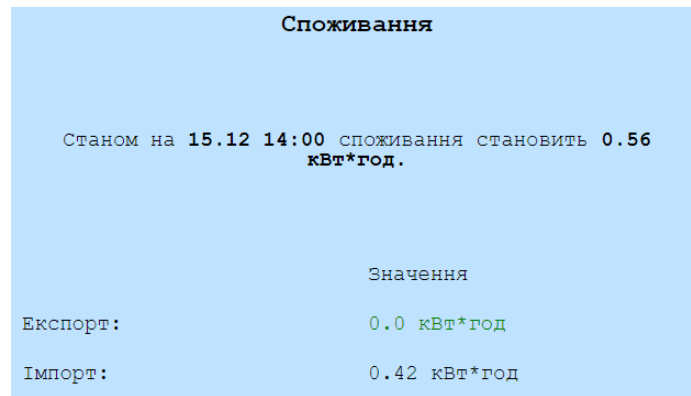 Споживання
Станом на 15.12 14:00 споживання становить 0.56
кВт*год.
Значення
Експорт: 0.0 кВт*год
Імпорт: 0.42 кВт*год